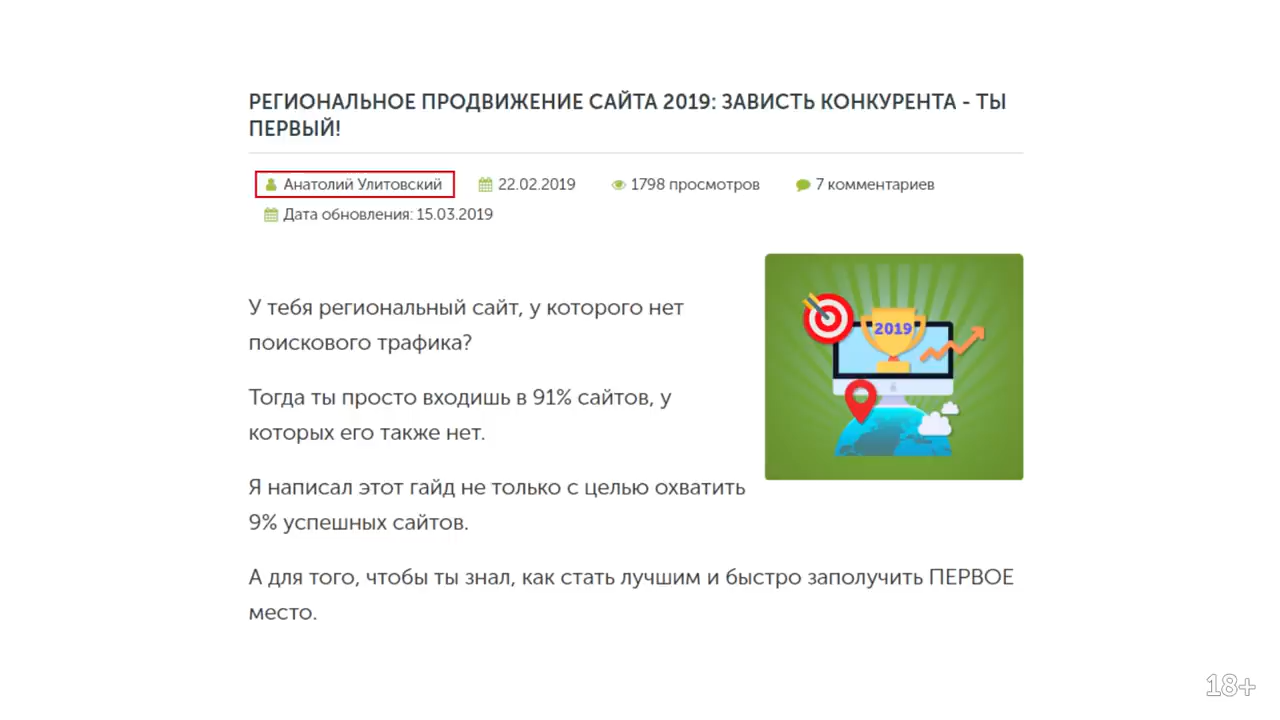 РЕГИОНАЛЬНОЕ ПРОДВИЖЕНИЕ САЙТА 2019: ЗАВИСТЬ КОНКУРЕНТА - ТЫ
ПЕРВЫЙ!
Анатолий Улитовский 22.02.2019 1798 просмотров 7 комментариев
Дата обновления: 15.03.2019
2019
У тебя региональный сайт, у которого нет
поискового трафика?
Тогда ты просто входишь в 91% сайтов, у
которых его также нет.
Я написал этот гайд не только с целью охватить
9% успешных сайтов.
А для того, чтобы ты знал, как стать лучшим и быстро заполучить ПЕРВОЕ
место.
18+